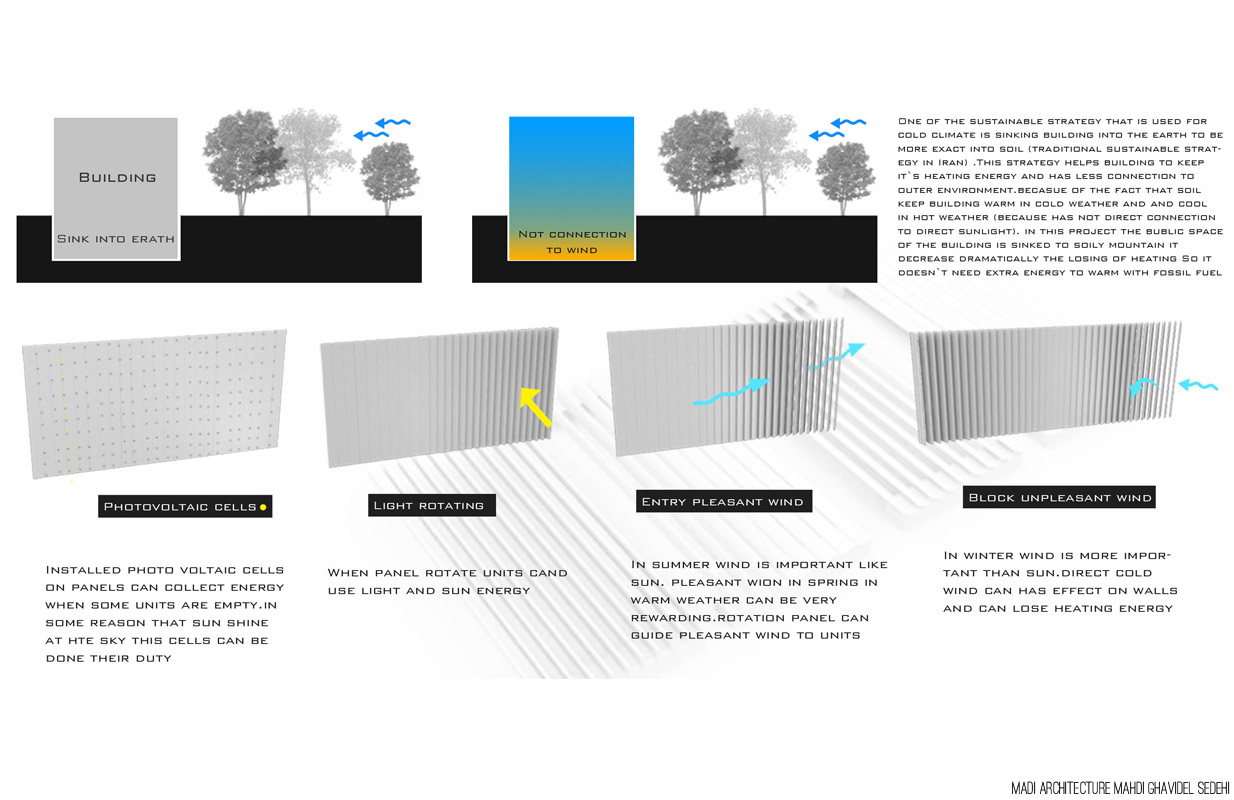 Building
Sink into erath
Not connection
to wind
One of the sustainable strategy that is used for
cold climate is sinking building into the earth to be
more exact into soil (traditional sustainable strat-
egy in Iran) .This strategy helps building to keep
it`s heating energy and has less connection to
outer environment.becasue of the fact that soil
keep building warm in cold weather and and cool
in hot weather (because has not direct connection
to direct sunlight). in this project the bublic space
of the building is sinked to soily mountain it
decrease dramatically the losing of heating So it
doesn`t need extra energy to warm with fossil fuel
Photovoltaic cells
Light rotating
Entry pleasant wind
Block unpleasant wind
Installed photo voltaic cells
on panels can collect energy
when some units are empty.in
some reason that sun shine
at hte sky this cells can be
done their duty
When panel rotate units cand
use light and sun energy
In summer wind is important like
sun. pleasant wion in spring in
warm weather can be very
rewarding.rotation panel can
guide pleasant wind to units
In winter wind is more impor-
tant than sun.direct cold
wind can has effect on walls
and can lose heating energy
MADI ARCHITECTURE MAHDI GHAVIDEL SEDEHI